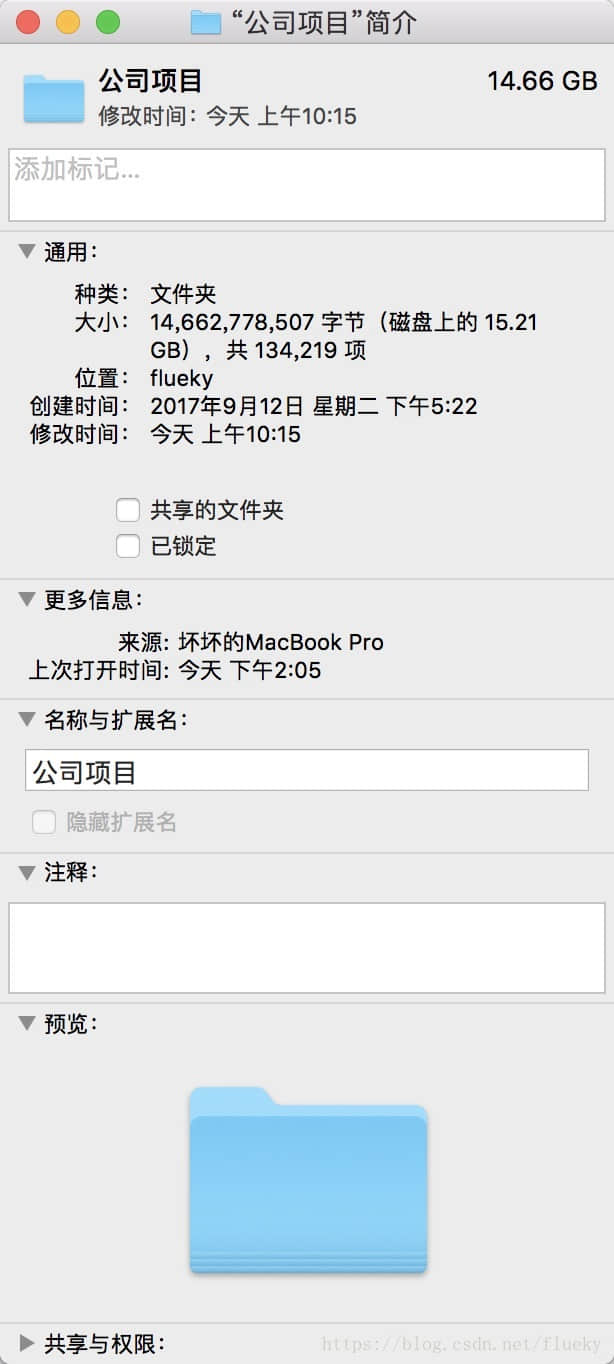 “公司项目”简介
公司项目 14.66 GB
修改时间：今天 上午10:15
添加标记...
通用：
种类： 文件夹
大小： 14,662,778,507 字节（磁盘上的 15.21
GB），共 134,219 项
位置： flueky
创建时间： 2017年9月12日 星期二 下午5:22
修改时间： 今天 上午10:15
共享的文件夹
已锁定
更多信息：
来源: 坏坏的MacBook Pro
上次打开时间: 今天 下午2:05
名称与扩展名：
公司项目
隐藏扩展名
注释：
预览：
共享与权限：
https://blog.csdn.net/flueky